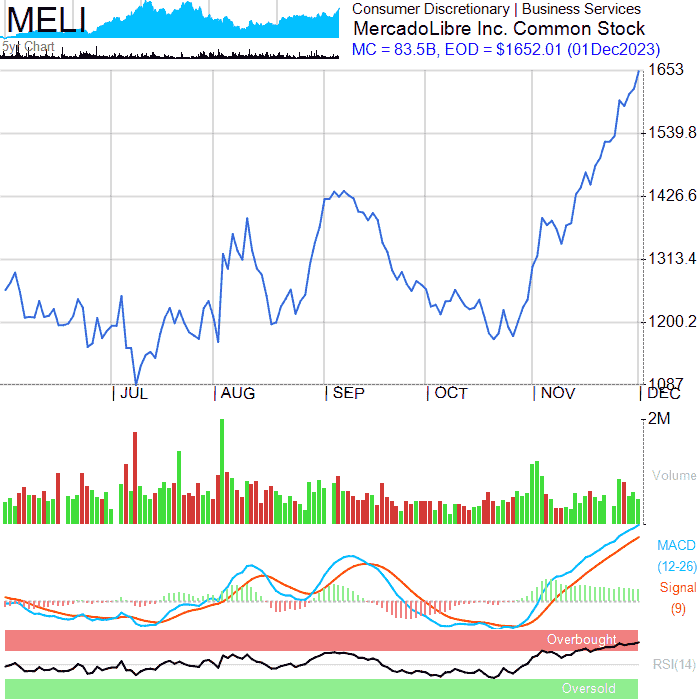 MELI
5yr Chart
Consumer Discretionary | Business Services
MercadoLibre Inc. Common Stock
MC = 83.5B, EOD = $1652.01 (01Dec2023)
1653
1539.8
1426.6
1313.4
1200.2
1087
JUL
AUG
SEP
OCT
NOV
DEC
2M
Volume
MACD
(12-26)
Signal
(9)
Overbought
RSI(14)
Oversold